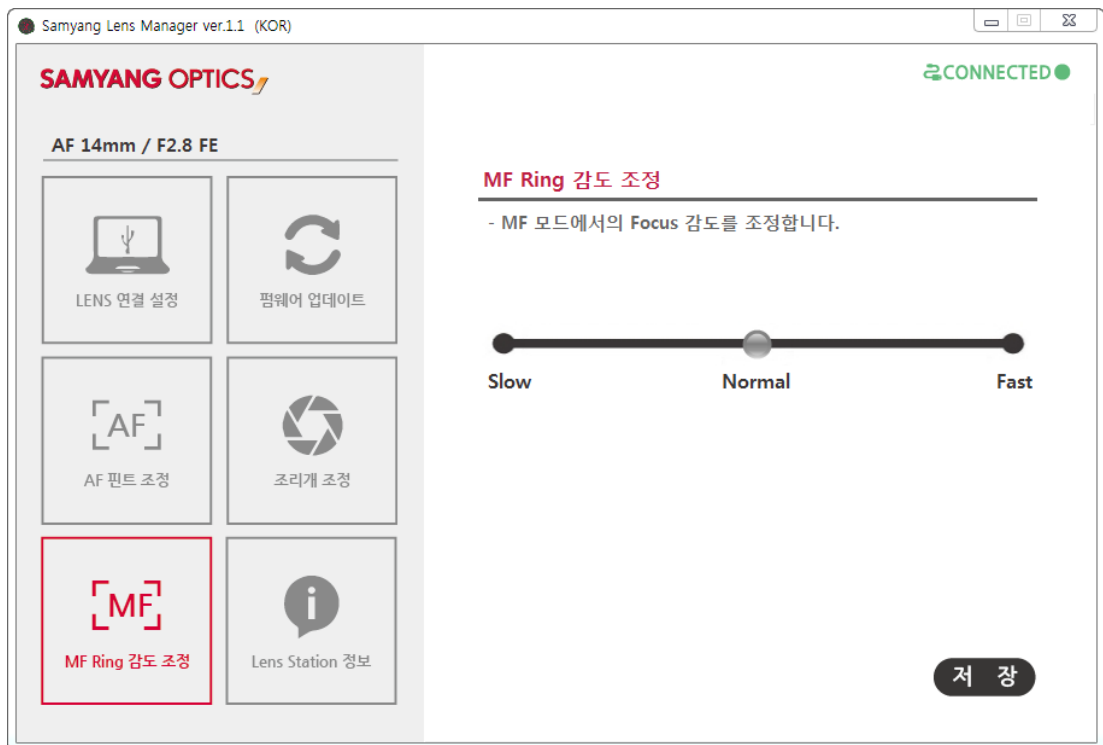 Samyang Lens Manager ver.1.1 (KOR)
SAMYANG OPTICS
CONNECTED
AF 14mm / F2.8 FE
LENS 연결 설정
펌웨어 업데이트
AF
AF 핀트 조정
조리개 조정
MF
MF Ring 감도 조정
i
Lens Station 정보
MF Ring 감도 조정
- MF 모드에서의 Focus 감도를 조정합니다.
Slow Normal Fast
저 장